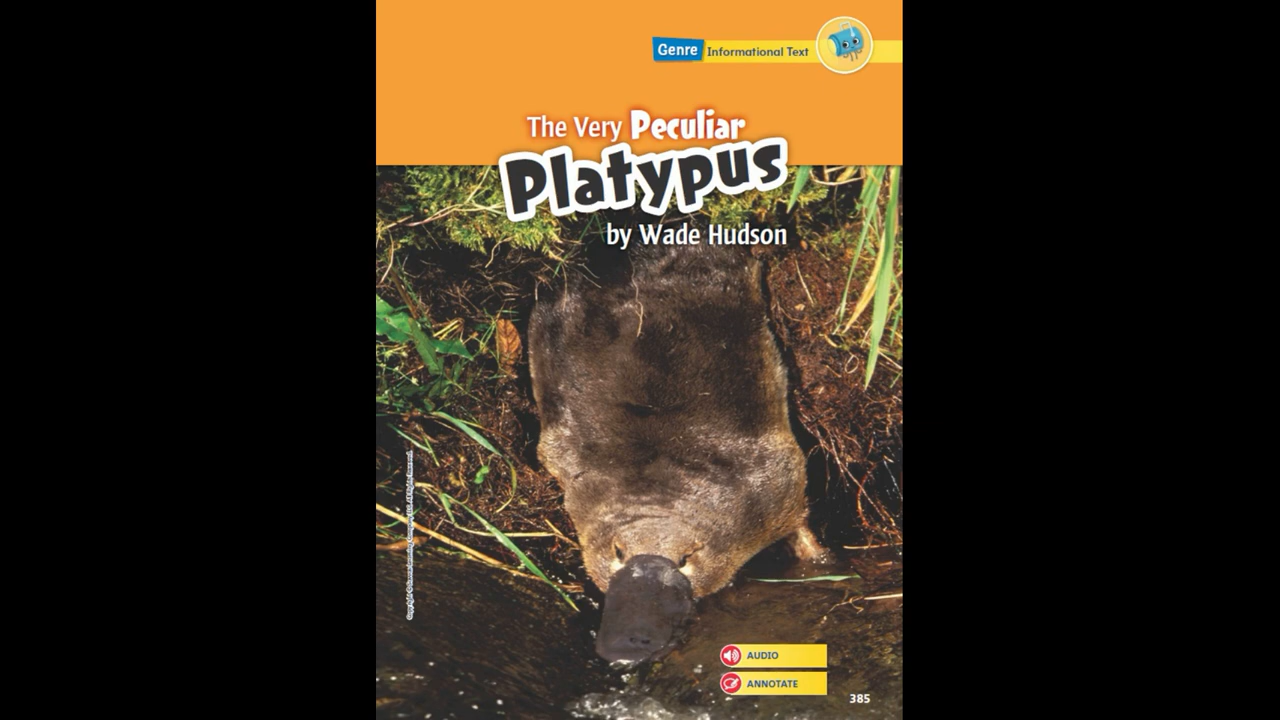 Genre Informational Text
The Very Peculiar
Platypus
by Wade Hudson
AUDIO
ANNOTATE
385